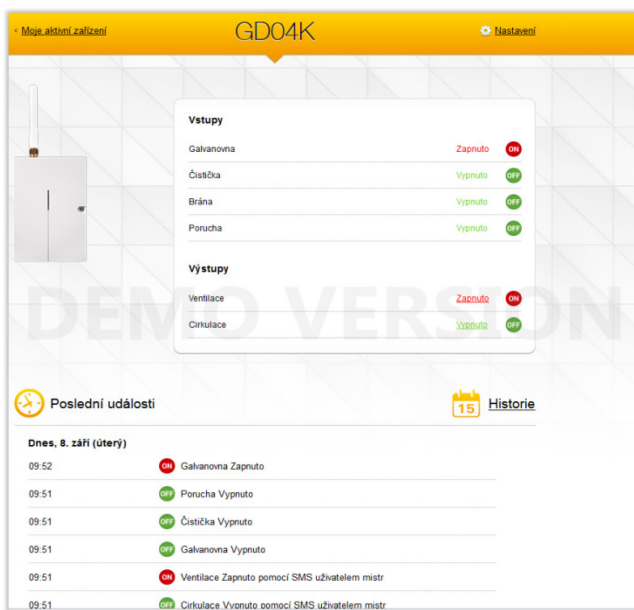 ‹ Moje aktivní zařízení GD04K Nastavení
Vstupy
Galvanovna Zapnuto ON
Čistička Vypnuto OFF
Brána Vypnuto OFF
Porucha Vypnuto OFF
Výstupy
Ventilace Zapnuto ON
Cirkulace Vypnuto OFF
DEMO VERSION
Poslední události 15 Historie
Dnes, 8. září (úterý)
09:52 ON Galvanovna Zapnuto
09:51 OFF Porucha Vypnuto
09:51 OFF Čistička Vypnuto
09:51 OFF Galvanovna Vypnuto
09:51 ON Ventilace Zapnuto pomocí SMS uživatelem mistr
09:51 OFF Cirkulace Vypnuto pomocí SMS uživatelem mistr